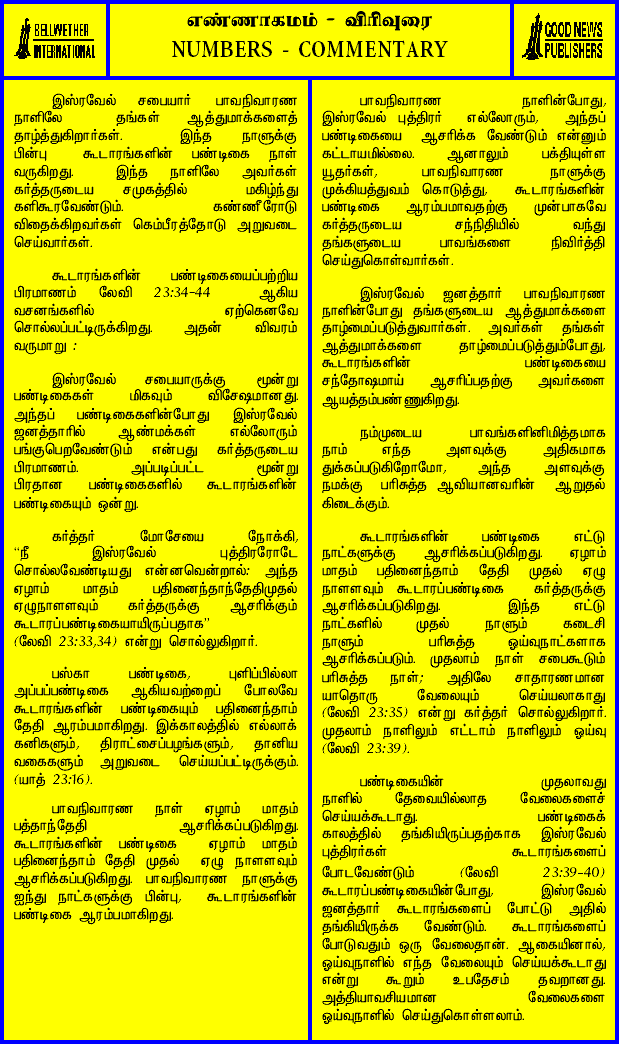 BELLWETHER
INTERNATIONAL
எண்ணாகமம் - விரிவுரை
NUMBERS - COMMENTARY
GOOD NEWS
PUBLISHERS
இஸ்ரவேல் சபையார் பாவநிவாரண
நாளிலே தங்கள் ஆத்துமாக்களைத்
தாழ்த்துகிறார்கள். இந்த நாளுக்கு
பின்பு கூடாரங்களின் பண்டிகை நாள்
வருகிறது. இந்த நாளிலே அவர்கள்
கர்த்தருடைய சமுகத்தில் மகிழ்ந்து
களிகூரவேண்டும். கண்ணீரோடு
விதைக்கிறவர்கள் கெம்பீரத்தோடு அறுவடை
செய்வார்கள்.
கூடாரங்களின் பண்டிகையைப்பற்றிய
பிரமாணம் லேவி 23:34-44 ஆகிய
வசனங்களில் ஏற்கெனவே
சொல்லப்பட்டிருக்கிறது. அதன் விவரம்
வருமாறு :
இஸ்ரவேல் சபையாருக்கு மூன்று
பண்டிகைகள் மிகவும் விசேஷமானது.
அந்தப் பண்டிகைகளின்போது இஸ்ரவேல்
ஜனத்தாரில் ஆண்மக்கள் எல்லோரும்
பங்குபெறவேண்டும் என்பது கர்த்தருடைய
பிரமாணம். அப்படிப்பட்ட மூன்று
பிரதான பண்டிகைகளில் கூடாரங்களின்
பண்டிகையும் ஒன்று.
கர்த்தர் மோசேயை நோக்கி,
“நீ இஸ்ரவேல் புத்திரரோடே
சொல்லவேண்டியது என்னவென்றால்: அந்த
ஏழாம் மாதம் பதினைந்தாந்தேதிமுதல்
ஏழுநாளளவும் கர்த்தருக்கு ஆசரிக்கும்
கூடாரப்பண்டிகையாயிருப்பதாக”
(லேவி 23:33,34) என்று சொல்லுகிறார்.
பஸ்கா பண்டிகை, புளிப்பில்லா
அப்பப்பண்டிகை ஆகியவற்றைப் போலவே
கூடாரங்களின் பண்டிகையும் பதினைந்தாம்
தேதி ஆரம்பமாகிறது. இக்காலத்தில் எல்லாக்
கனிகளும், திராட்சைப்பழங்களும், தானிய
வகைகளும் அறுவடை செய்யப்பட்டிருக்கும்.
(யாத் 23:16).
பாவநிவாரண நாள் ஏழாம் மாதம்
பத்தாந்தேதி ஆசரிக்கப்படுகிறது.
கூடாரங்களின் பண்டிகை ஏழாம் மாதம்
பதினைந்தாம் தேதி முதல் ஏழு நாளளவும்
ஆசரிக்கப்படுகிறது. பாவநிவாரண நாளுக்கு
ஐந்து நாட்களுக்கு பின்பு, கூடாரங்களின்
பண்டிகை ஆரம்பமாகிறது.
பாவநிவாரண நாளின்போது,
இஸ்ரவேல் புத்திரர் எல்லோரும், அந்தப்
பண்டிகையை ஆசரிக்க வேண்டும் என்னும்
கட்டாயமில்லை. ஆனாலும் பக்தியுள்ள
யூதர்கள், பாவநிவாரண நாளுக்கு
முக்கியத்துவம் கொடுத்து, கூடாரங்களின்
பண்டிகை ஆரம்பமாவதற்கு முன்பாகவே
கர்த்தருடைய சந்நிதியில் வந்து
தங்களுடைய பாவங்களை நிவிர்த்தி
செய்துகொள்வார்கள்.
இஸ்ரவேல் ஜனத்தார் பாவநிவாரண
நாளின்போது தங்களுடைய ஆத்துமாக்களை
தாழ்மைப்படுத்துவார்கள். அவர்கள் தங்கள்
ஆத்துமாக்களை தாழ்மைப்படுத்தும்போது,
கூடாரங்களின் பண்டிகையை
சந்தோஷமாய் ஆசரிப்பதற்கு அவர்களை
ஆயத்தம்பண்ணுகிறது.
நம்முடைய பாவங்களினிமித்தமாக
நாம் எந்த அளவுக்கு அதிகமாக
துக்கப்படுகிறோமோ, அந்த அளவுக்கு
நமக்கு பரிசுத்த ஆவியானவரின் ஆறுதல்
கிடைக்கும்.
கூடாரங்களின் பண்டிகை எட்டு
நாட்களுக்கு ஆசரிக்கப்படுகிறது. ஏழாம்
மாதம் பதினைந்தாம் தேதி முதல் ஏழு
நாளளவும் கூடாரப்பண்டிகை கர்த்தருக்கு
ஆசரிக்கப்படுகிறது. இந்த எட்டு
நாட்களில் முதல் நாளும் கடைசி
நாளும் பரிசுத்த ஓய்வுநாட்களாக
ஆசரிக்கப்படும். முதலாம் நாள் சபைகூடும்
பரிசுத்த நாள்; அதிலே சாதாரணமான
யாதொரு வேலையும் செய்யலாகாது
(லேவி 23:35) என்று கர்த்தர் சொல்லுகிறார்.
முதலாம் நாளிலும் எட்டாம் நாளிலும் ஓய்வு
(லேவி 23:39).
பண்டிகையின் முதலாவது
நாளில் தேவையில்லாத வேலைகளைச்
செய்யக்கூடாது. பண்டிகைக்
காலத்தில் தங்கியிருப்பதற்காக இஸ்ரவேல்
புத்திரர்கள் கூடாரங்களைப்
போடவேண்டும் (லேவி 23:39-40)
கூடாரப்பண்டிகையின்போது, இஸ்ரவேல்
ஜனத்தார் கூடாரங்களைப் போட்டு அதில்
தங்கியிருக்க வேண்டும். கூடாரங்களைப்
போடுவதும் ஒரு வேலைதான். ஆகையினால்,
ஓய்வுநாளில் எந்த வேலையும் செய்யக்கூடாது
என்று கூறும் உபதேசம் தவறானது.
அத்தியாவசியமான வேலைகளை
ஓய்வுநாளில் செய்துகொள்ளலாம்.